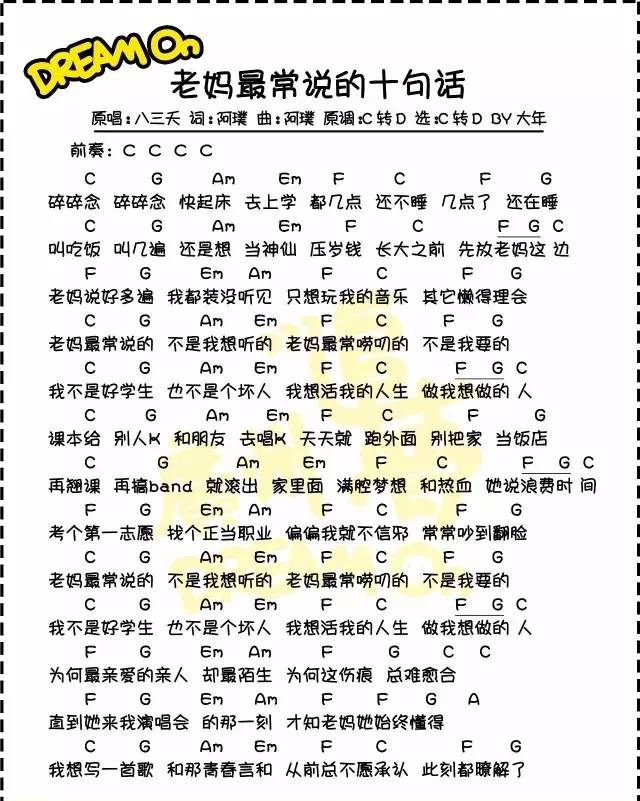 DREAM On
老妈最常说的十句话
原唱:八三夭 词:阿璞 曲:阿璞 原调:C转D 选:C转D BY大年
前奏: C C C C
C G Am Em F C F G
碎碎念 碎碎念 快起床 去上学 都几点 还不睡 几点了 还在睡
C G Am Em F C F G C
叫吃饭 叫几遍 还是想 当神仙 压岁钱 长大之前 先放老妈这 边
F G Em Am F C F G
老妈说好多遍 我都装没听见 只想玩我的音乐 其它懒得理会
C G Am Em F C F G
老妈最常说的 不是我想听的 老妈最常唠叨的 不是我要的
C G Am Em F C F G C
我不是好学生 也不是个坏人 我想活我的人生 做我想做的 人
C G Am Em F C F G
课本给 别人K 和朋友 去唱K 天天就 跑外面 别把家 当饭店
C G Am Em F C F G C
再翘课 再搞band 就滚出 家里面 满腔梦想 和热血 她说浪费时 间
F G Em Am F C F G
考个第一志愿 找个正当职业 偏偏我就不信邪 常常吵到翻脸
C G Am Em F C F G
老妈最常说的 不是我想听的 老妈最常唠叨的 不是我要的
C G Am Em F C F G C
我不是好学生 也不是个坏人 我想活我的人生 做我想做的 人
C G Am Em F G C C
为何最亲爱的亲人 却最陌生 为何这伤痕 总难愈合
F G Em Am F F G A
直到她来我演唱会 的那一刻 才知老妈她始终懂得
C G Am Em F C F G
我想写一首歌 和那青春言和 从前总不愿承认 此刻都暸解了